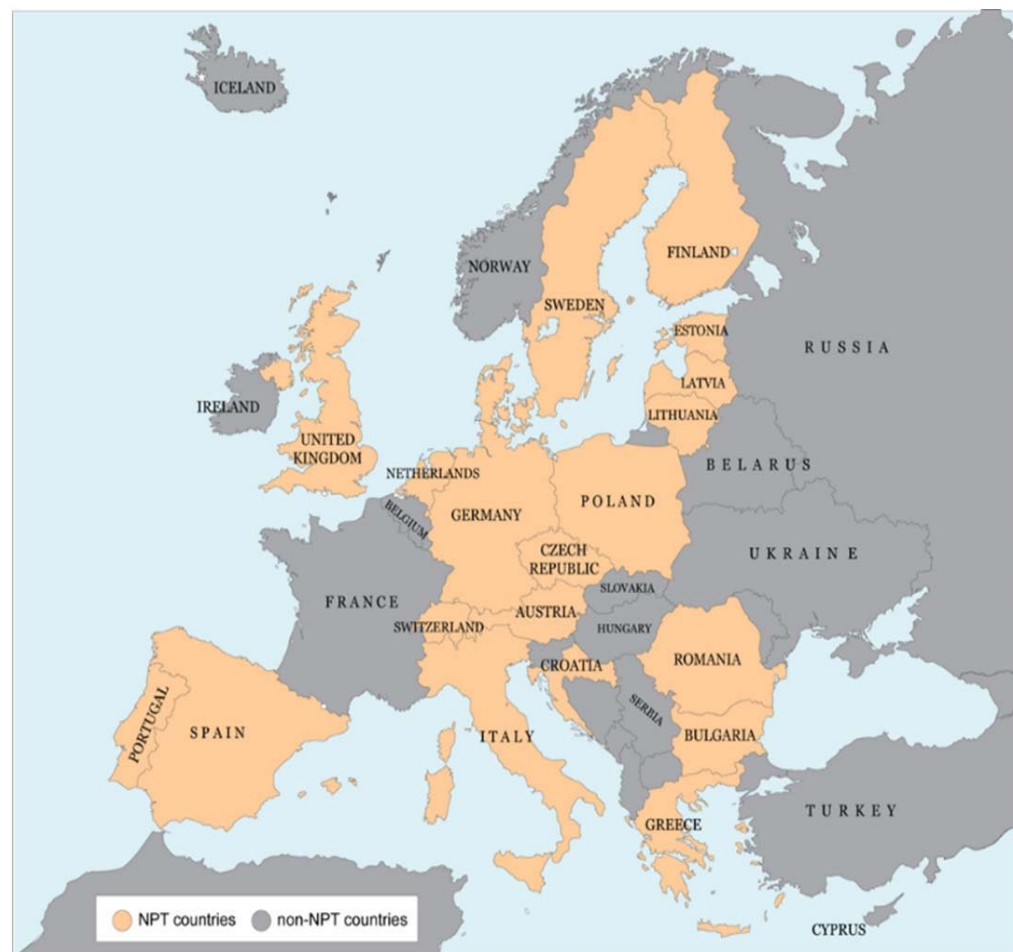 ICELAND
NORWAY
FINLAND
SWEDEN
ESTONIA
RUSSIA
LATVIA
IRELAND
LITHUANIA
UNITED
KINGDOM
NETHERLANDS
BELARUS
BELGIUM
GERMANY
POLAND
CZECH
REPUBLIC
UKRAINE
SLOVAKIA
FRANCE
AUSTRIA
SWITZERLAND
HUNGARY
CROATIA
ROMANIA
PORTUGAL
SPAIN
SERBIA
ITALY
BULGARIA
TURKEY
GREECE
NPT countries
non-NPT countries
CYPRUS